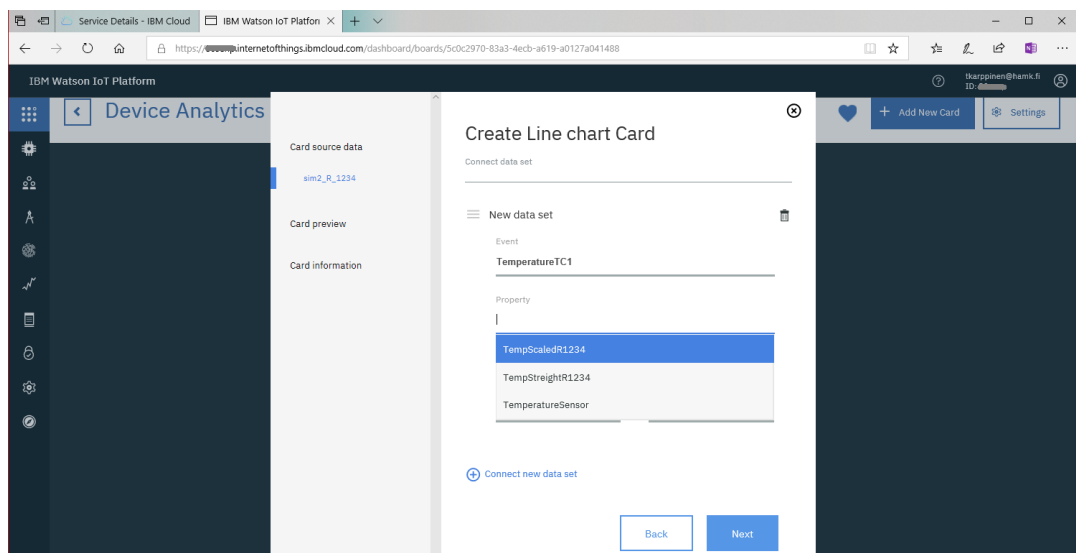 Service Details - IBM Cloud
IBM Watson IoT Platforr
internetofthings.ibmcloud.com/dashboard/boards/5c0c2970-83a3-4ecb-a619-a0127a041488
https://
IBM Watson IoT Platform
tkarppinen@hamk.fi
ID:
Device Analytics
Add New Card
Settings
Card source data
sim2_R_1234
Card preview
Card information
Create Line chart Card
Connect data set
New data set
Event
TemperatureTC1
Property
TempScaledR1234
TempStreightR1234
TemperatureSensor
Connect new data set
Back
Next